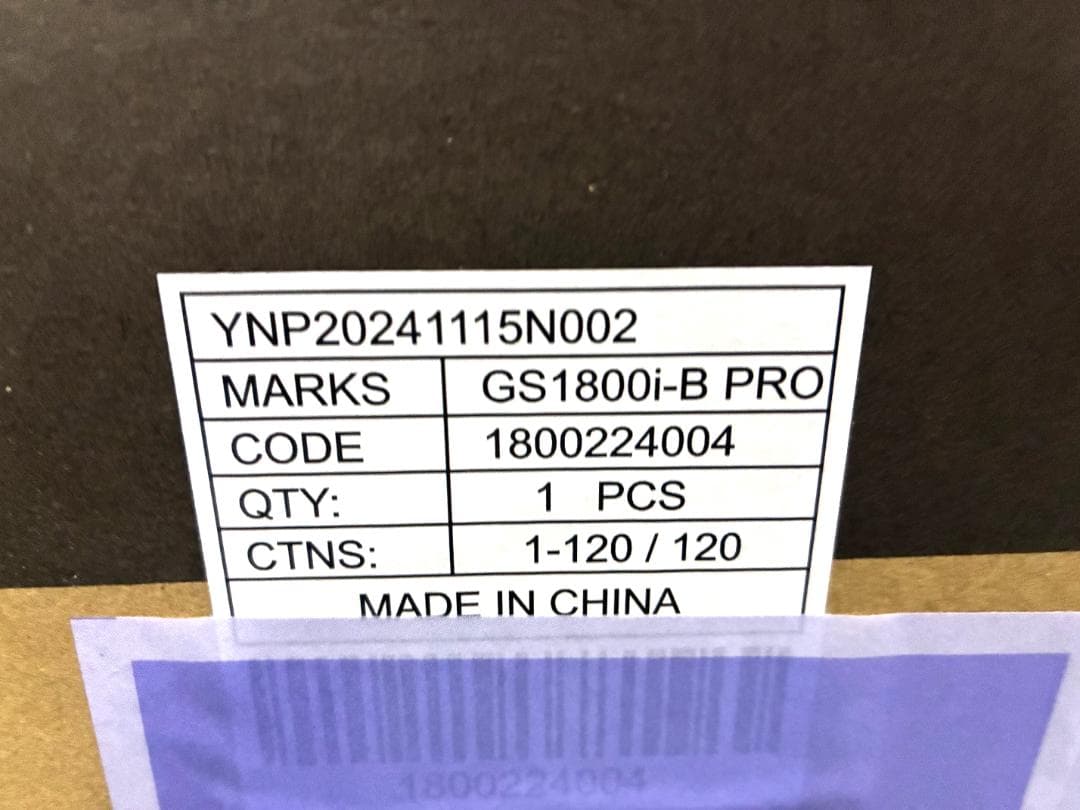 YNP20241115N002
MARKS GS1800i-B PRO
CODE 1800224004
QTY: 1 PCS
CTNS: 1-120 / 120
MADE IN CHINA
1800224004